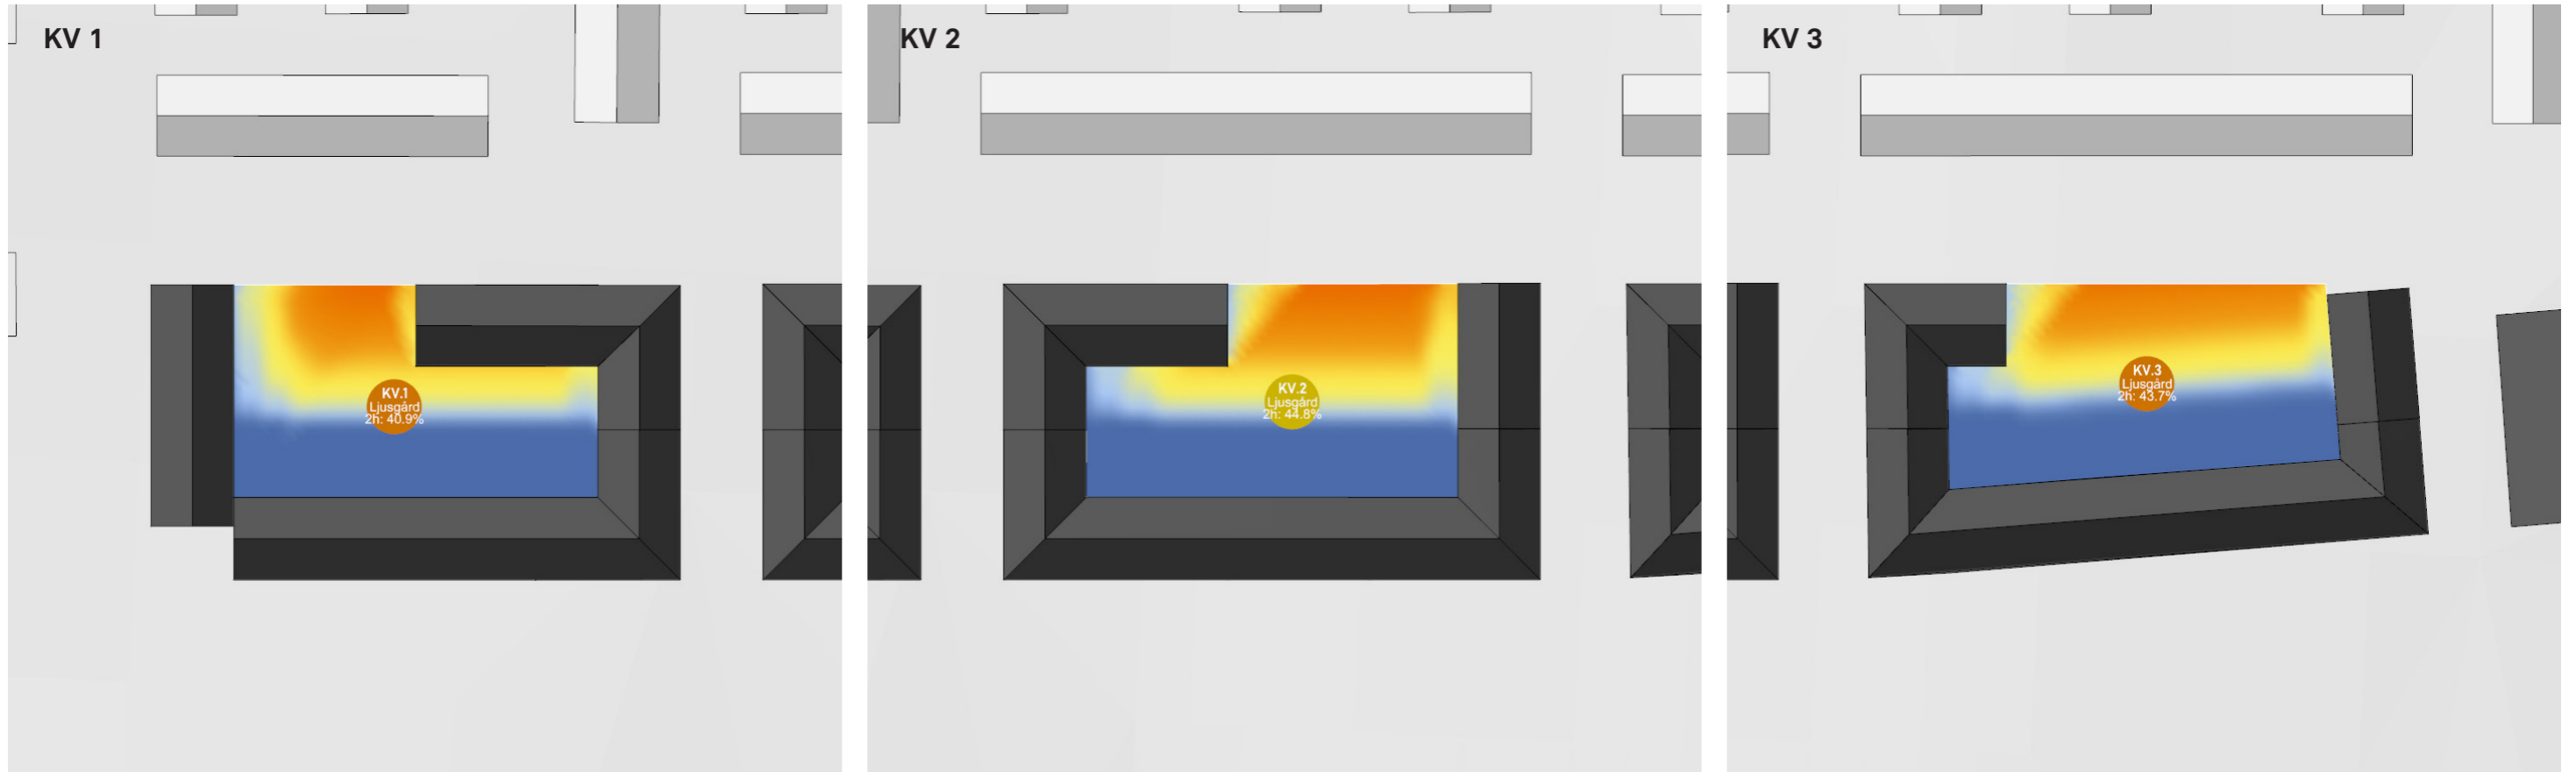 KV 1
KV.1
Ljusgård
2h: 40.9%
KV 2
KV.2
Ljusgård
2h: 44.8%
KV 3
KV.3
Ljusgård
2h: 43.7%